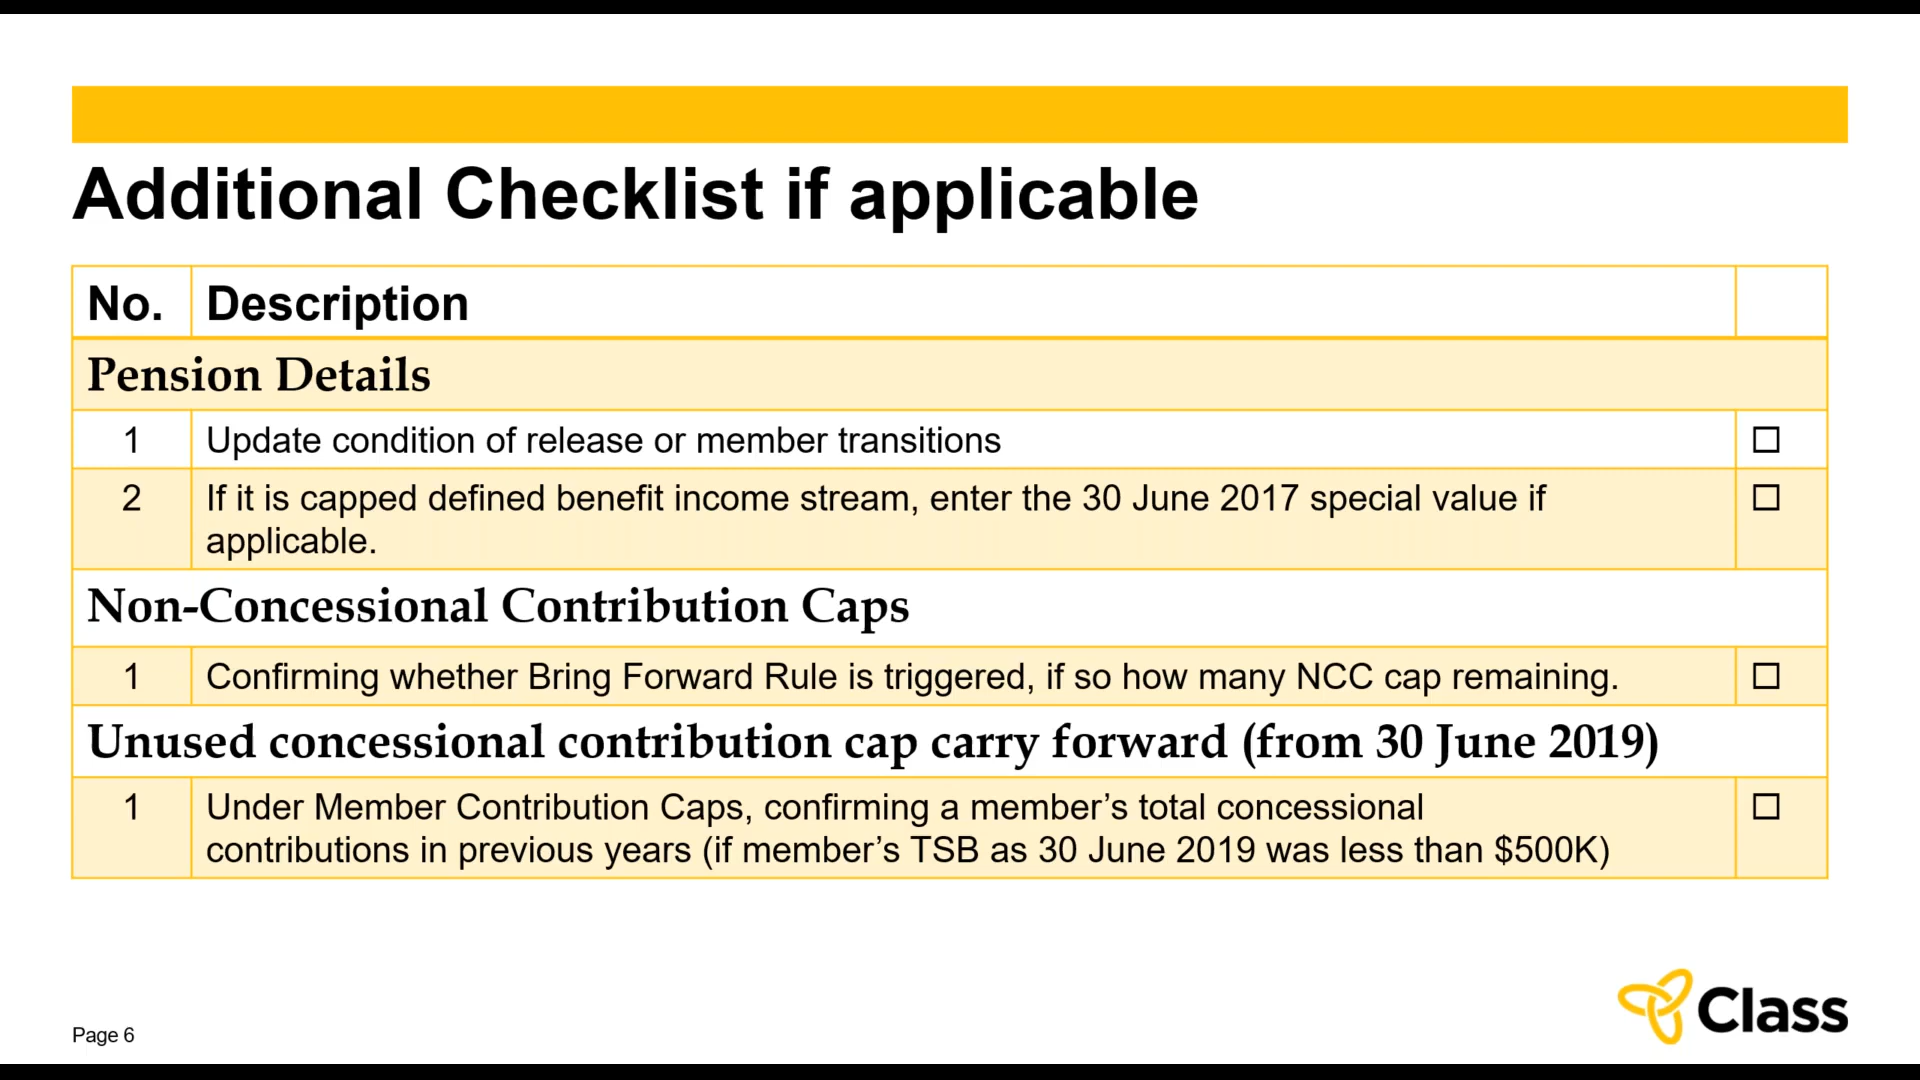 Additional Checklist if applicable
No. Description
Pension Details
1 Update condition of release or member transitions ☐
2 If it is capped defined benefit income stream, enter the 30 June 2017 special value if ☐
applicable.
Non-Concessional Contribution Caps
1 Confirming whether Bring Forward Rule is triggered, if so how many NCC cap remaining. ☐
Unused concessional contribution cap carry forward (from 30 June 2019)
1 Under Member Contribution Caps, confirming a member’s total concessional ☐
contributions in previous years (if member’s TSB as 30 June 2019 was less than $500K)
Class
Page 6